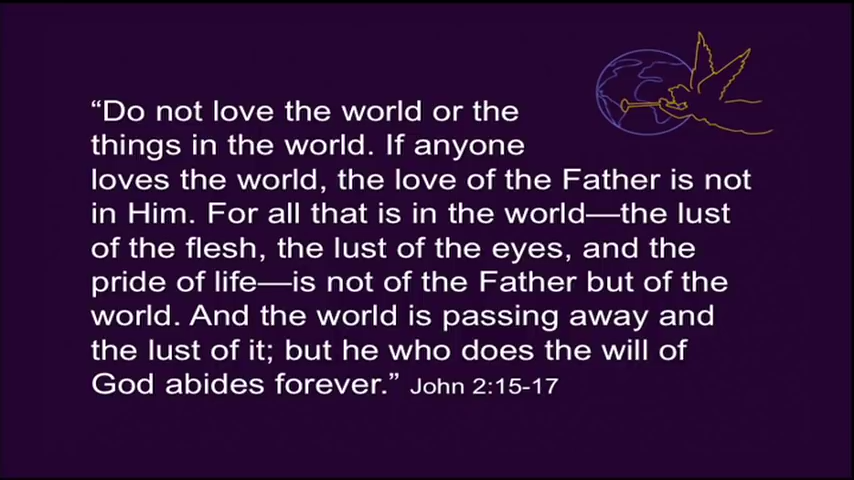 “Do not love the world or the
things in the world. If anyone
loves the world, the love of the Father is not
in Him. For all that is in the world—the lust
of the flesh, the lust of the eyes, and the
pride of life—is not of the Father but of the
world. And the world is passing away and
the lust of it; but he who does the will of
God abides forever.” John 2:15-17